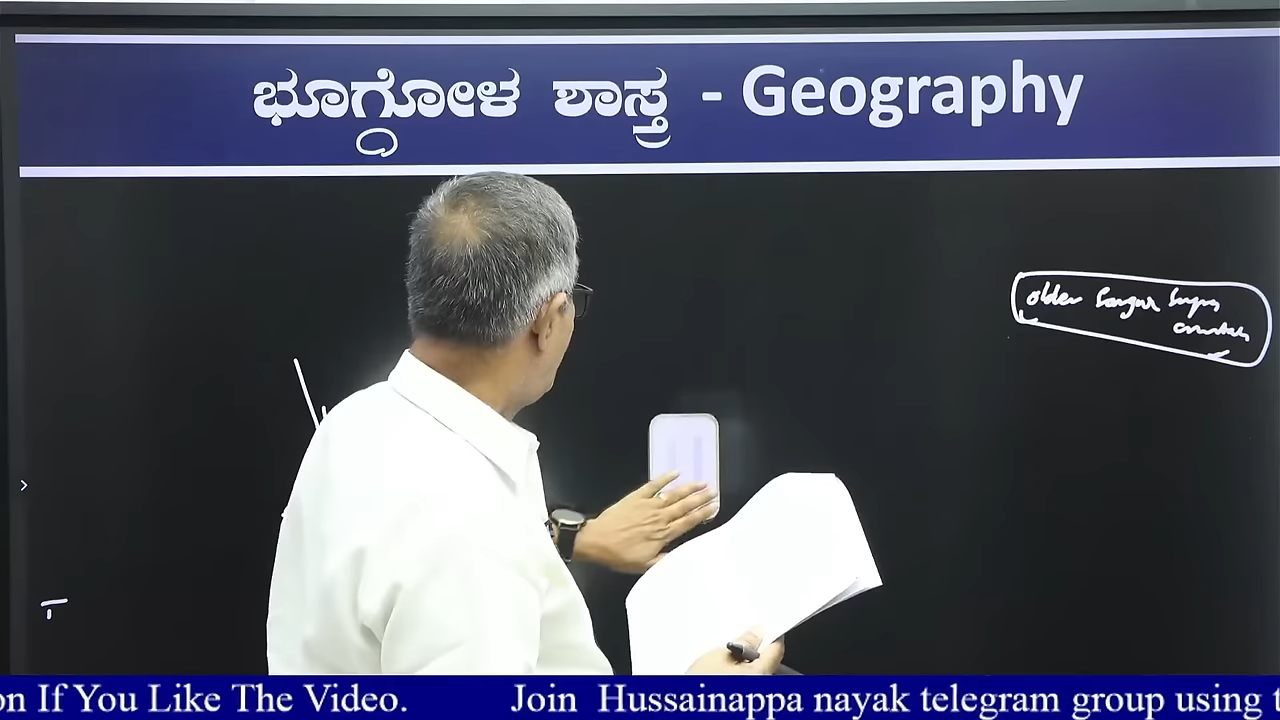 ಭೂಗ್ರೋಳ ಶಾಸ್ತ್ರ - Geography
older
on If You Like The Video. Join Hussainappa nayak telegram group using t